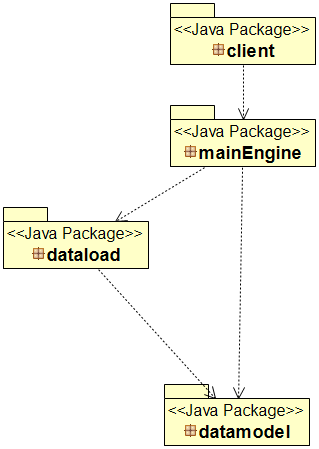 <<Java Package>>
client
<<Java Package>>
mainEngine
<<Java Package>>
dataload
<<Java Package>>
datamodel